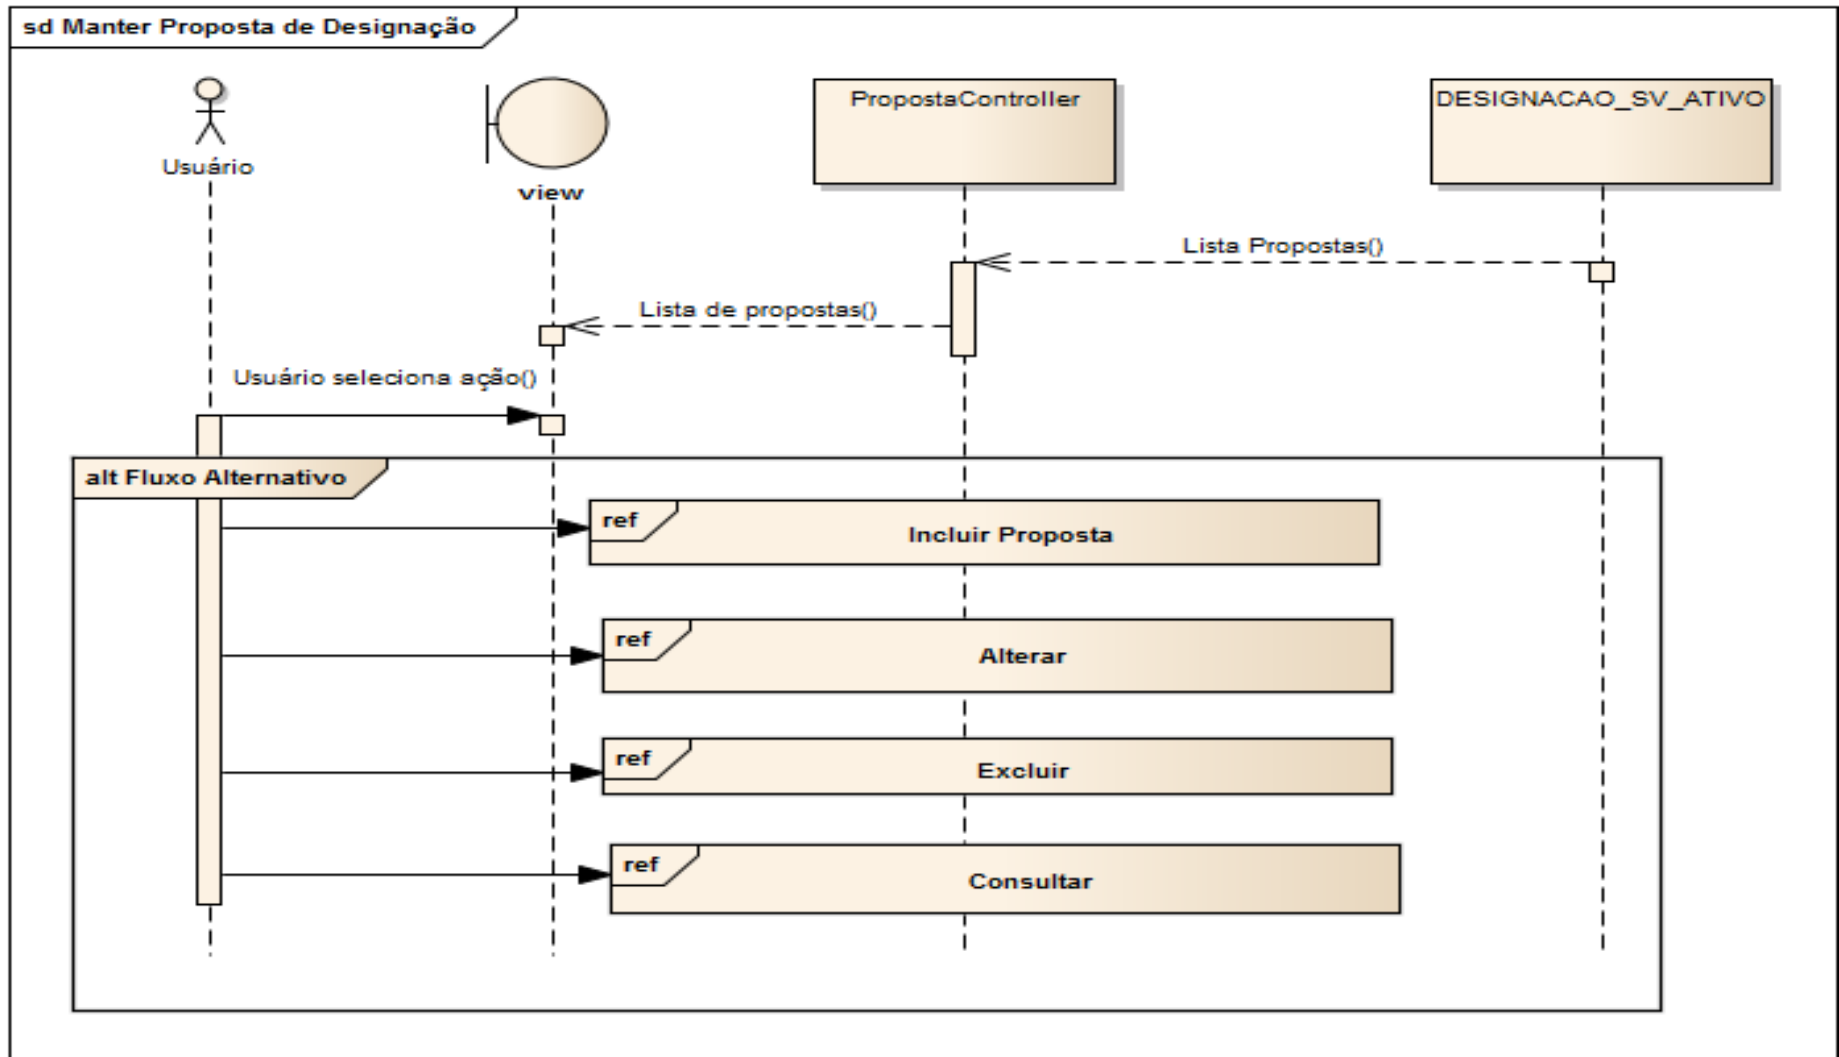 sd Manter Proposta de Designação
PropostaController
DESIGNACAO_SV_ATIVO
Usuário
view
Lista Propostas()
Lista de propostas()
Usuário seleciona ação()
alt Fluxo Alternativo
ref
Incluir Proposta
ref
Alterar
ref
Excluir
ref
Consultar